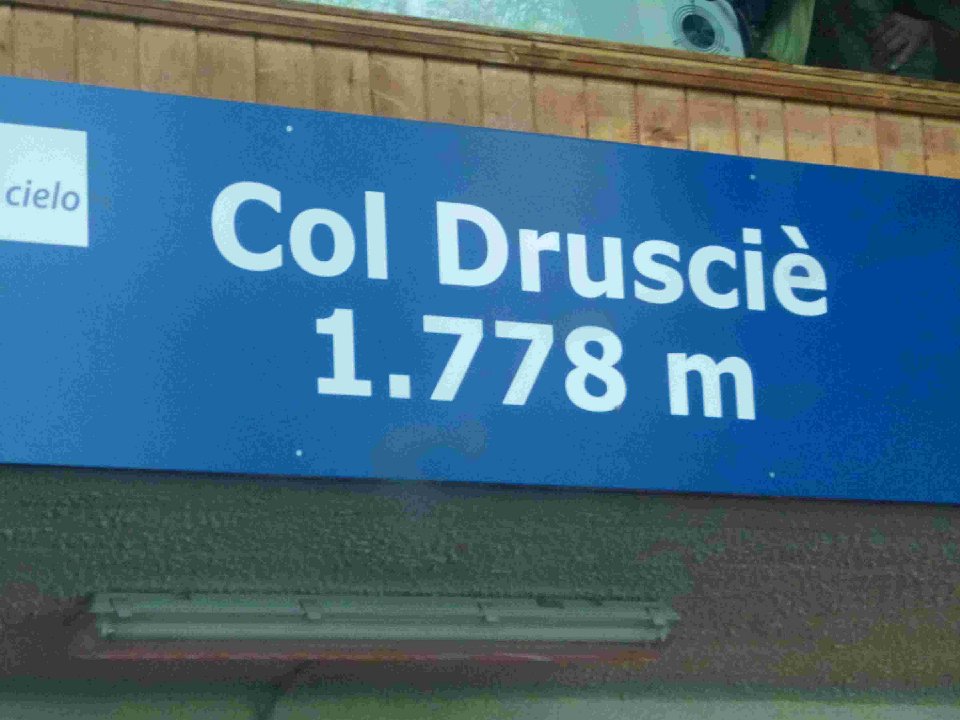 cielo
Col Drusciè
1.778 m